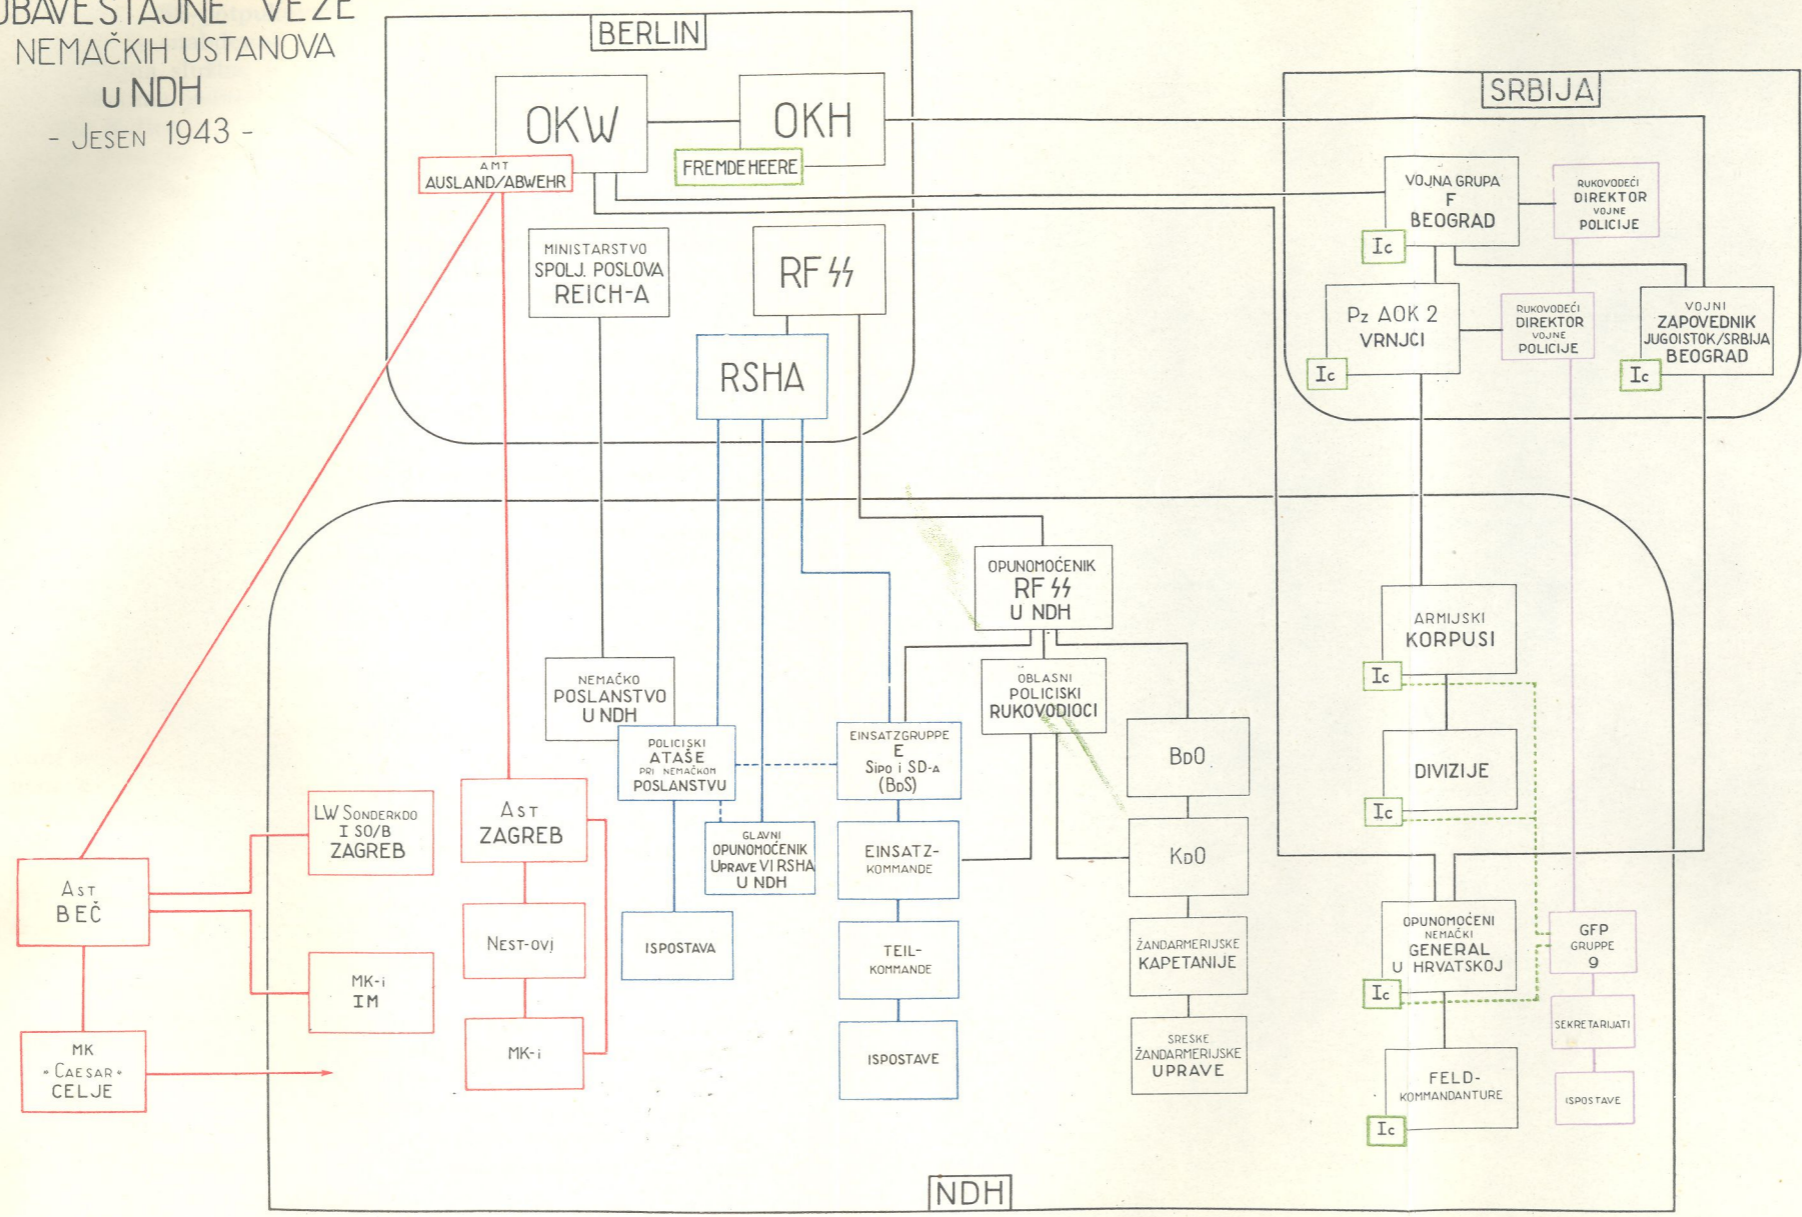 OBAVEŠTAJNE VEZE
NEMAČKIH USTANOVA
u NDH
- JESEN 1943 -
BERLIN
OKW
OKH
AMT
AUSLAND/ABWEHR
FREMDE HEERE
MINISTARSTVO
SPOLJ. POSLOVA
REICH-A
RF ϟϟ
RSHA
SRBIJA
VOJNA GRUPA
F
BEOGRAD
Ic
RUKOVODEĆI
DIREKTOR
VOJNE
POLICIJE
Pz AOK 2
VRNJCI
Ic
RUKOVODEĆI
DIREKTOR
VOJNE
POLICIJE
VOJNI
ZAPOVEDNIK
JUGOISTOK/SRBIJA
BEOGRAD
Ic
OPUNOMOĆENIK
RF ϟϟ
U NDH
NEMAČKO
POSLANSTVO
U NDH
POLICISKI
ATAŠE
PRI NEMAČKOM
POSLANSTVU
GLAVNI
OPUNOMOĆENIK
UPRAVE VI RSHA
U NDH
ISPOSTAVA
EINSATZGRUPPE
E
SIPO i SD-A
(BDS)
EINSATZ-
KOMMANDE
TEIL-
KOMMANDE
ISPOSTAVE
OBLASNI
POLICISKI
RUKOVODIOCI
BDO
KDO
ŽANDARMERIJSKE
KAPETANIJE
SRESKE
ŽANDARMERIJSKE
UPRAVE
ARMIJSKI
KORPUSI
Ic
DIVIZIJE
Ic
OPUNOMOĆENI
NEMAČKI
GENERAL
U HRVATSKOJ
Ic
FELD-
KOMMANDANTURE
Ic
GFP
GRUPPE
9
SEKRETARIJATI
ISPOSTAVE
LW SONDERKDO
I SO/B
ZAGREB
AST
ZAGREB
NEST-OVJ
MK-i
AST
BEČ
MK-i
IM
MK
"CAESAR"
CELJE
NDH